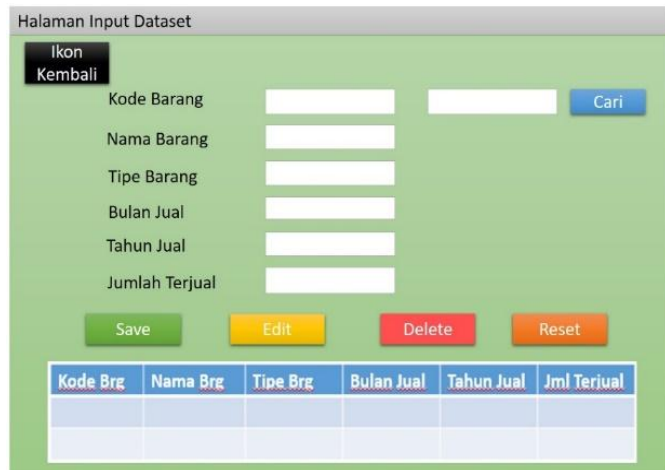 Halaman Input Dataset
Ikon
Kembali
Kode Barang
Cari
Nama Barang
Tipe Barang
Bulan Jual
Tahun Jual
Jumlah Terjual
Save Edit Delete Reset
Kode Brg Nama Brg Tipe Brg Bulan Jual Tahun Jual Jml Terjual